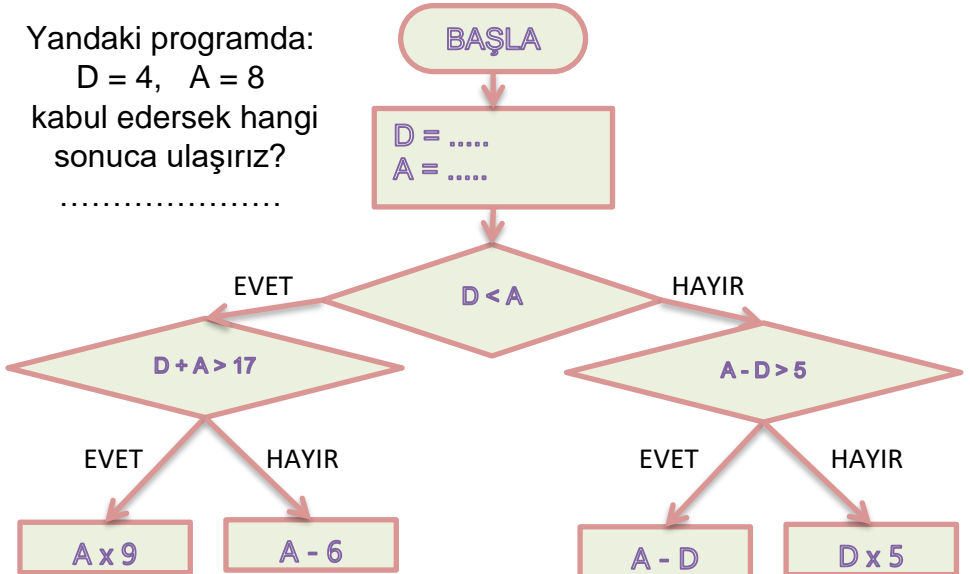 Yandaki programda:
D = 4, A = 8
kabul edersek hangi
sonuca ulaşırız?
…………………
BAŞLA
D = .....
A = .....
D < A
EVET
HAYIR
D + A > 17
A - D > 5
EVET
HAYIR
EVET
HAYIR
A x 9
A - 6
A - D
D x 5